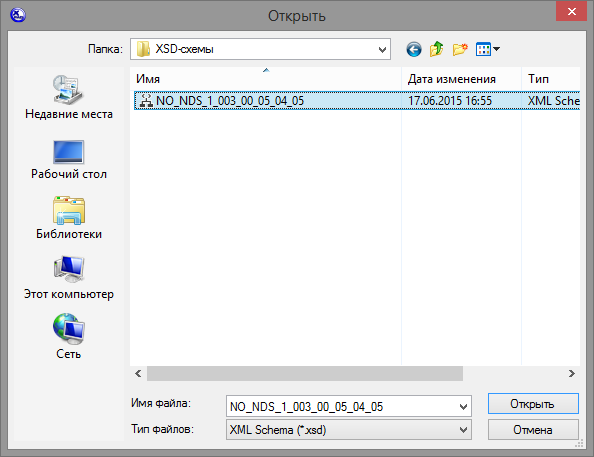 Открыть
Папка: XSD-схемы
Имя Дата изменения Тип
NO_NDS_1_003_00_05_04_05 17.06.2015 16:55 XML Sche
Недавние места
Рабочий стол
Библиотеки
Этот компьютер
Сеть
Имя файла: NO_NDS_1_003_00_05_04_05 Открыть
Тип файлов: XML Schema (*.xsd) Отмена